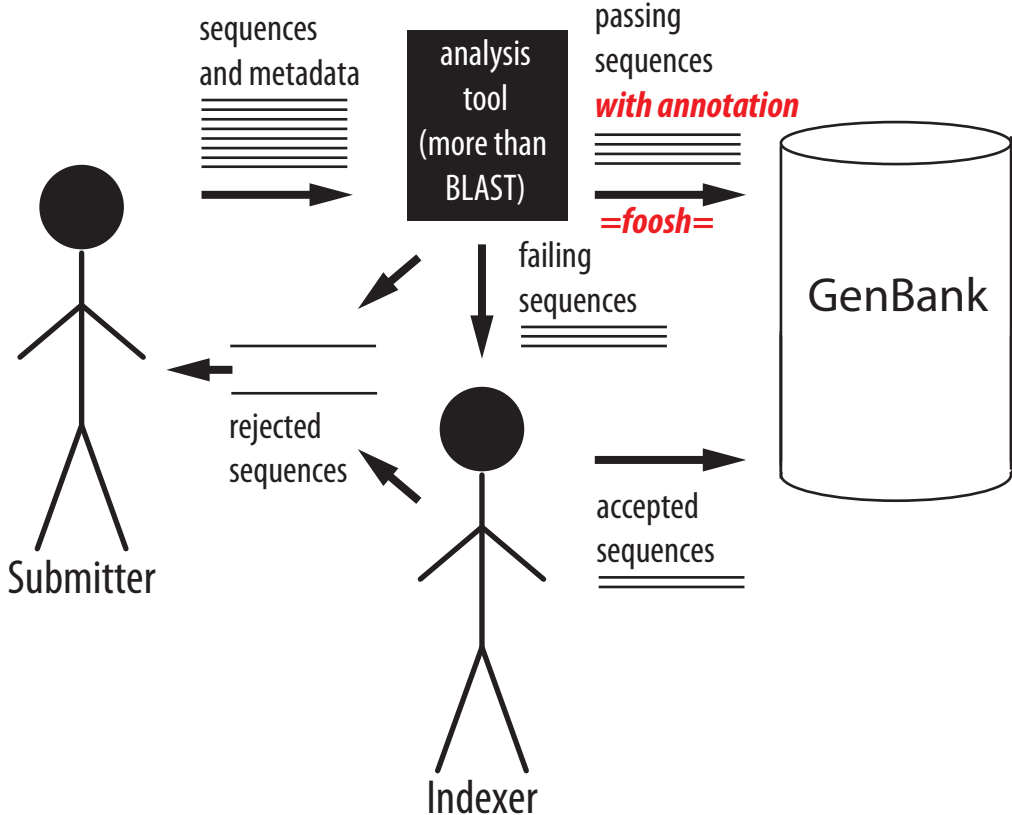 sequences
and metadata
analysis
tool
(more than
BLAST)
passing
sequences
with annotation
=foosh=
GenBank
failing
sequences
rejected
sequences
accepted
sequences
Submitter
Indexer